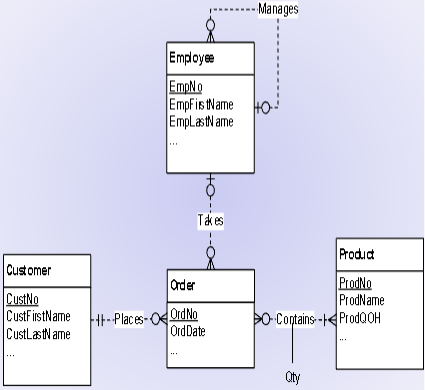 Manages
Employee
EmpNo
EmpFirstName
EmpLastName
...
Takes
Customer
CustNo
CustFirstName
CustLastName
...
Places
Order
OrdNo
OrdDate
...
Contains
Qty
Product
ProdNo
ProdName
ProdQOH
...